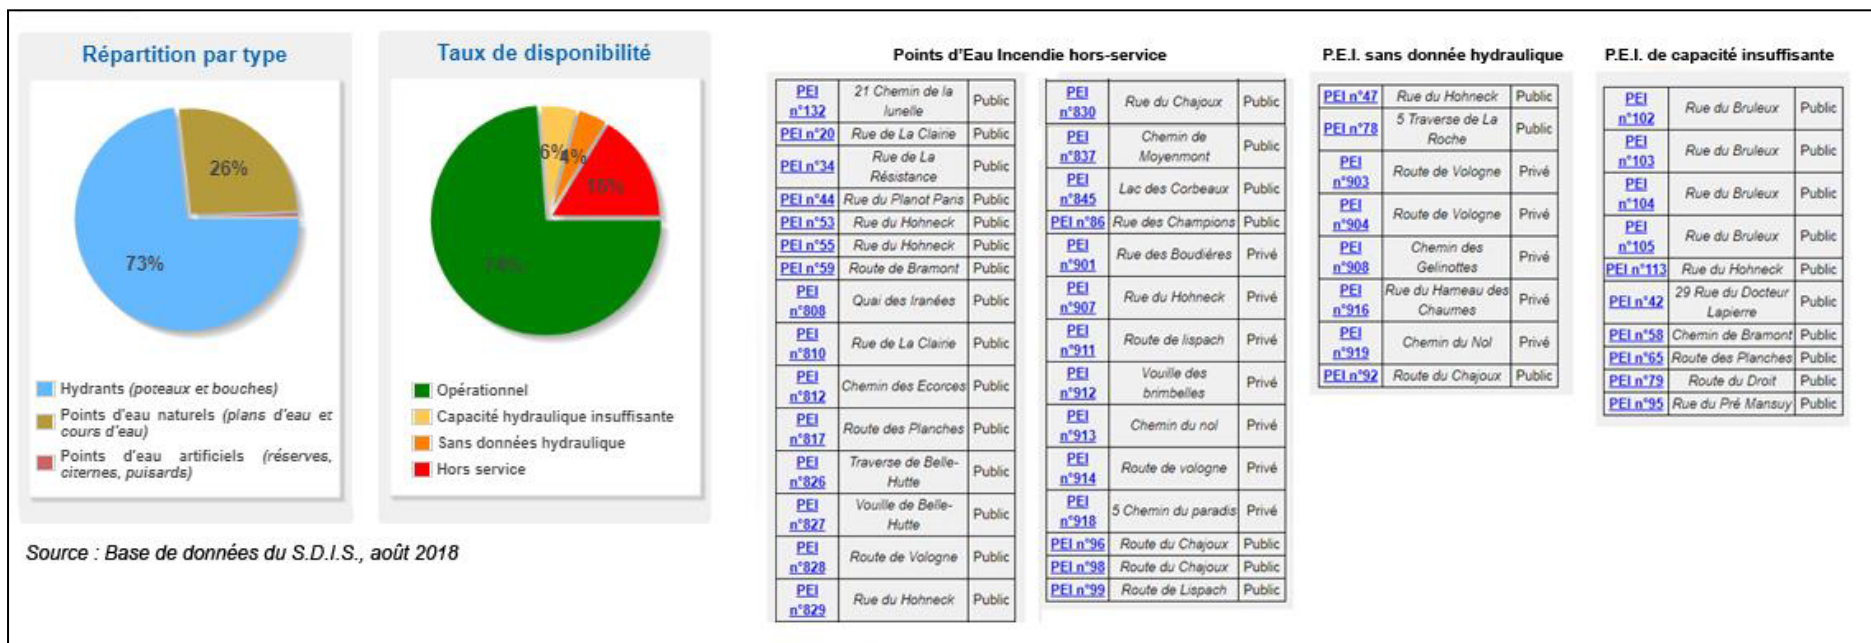 Répartition par type
26%
73%
Hydrants (poteaux et bouches)
Points d'eau naturels (plans d'eau et
cours d'eau)
Points d'eau artificiels (réserves,
citernes, puisards)
Taux de disponibilité
6%
4%
74%
Opérationnel
Capacité hydraulique insuffisante
Sans données hydraulique
Hors service
Source : Base de données du S.D.I.S., août 2018
Points d'Eau Incendie hors-service
PEI n°132 21 Chemin de la lunelle Public
PEI n°20 Rue de La Clairie Public
PEI n°34 Rue de La Résistance Public
PEI n°44 Rue du Planot Paris Public
PEI n°53 Rue du Hohneck Public
PEI n°55 Rue du Hohneck Public
PEI n°59 Route de Bramont Public
PEI n°808 Quai des Iranées Public
PEI n°810 Rue de La Clairie Public
PEI n°812 Chemin des Ecorces Public
PEI n°817 Route des Planches Public
PEI n°826 Traverse de Belle-Hutte Public
PEI n°827 Vouille de Belle-Hutte Public
PEI n°828 Route de Vologne Public
PEI n°829 Rue du Hohneck Public
PEI n°830 Rue du Chajoux Public
PEI n°837 Chemin de Moyenmont Public
PEI n°845 Lac des Corbeaux Public
PEI n°86 Rue des Champions Public
PEI n°901 Rue des Boudiéres Privé
PEI n°907 Rue du Hohneck Privé
PEI n°911 Route de lispach Privé
PEI n°912 Vouille des brimbelles Privé
PEI n°913 Chemin du nol Privé
PEI n°914 Route de vologne Privé
PEI n°918 5 Chemin du paradis Privé
PEI n°96 Route du Chajoux Public
PEI n°98 Route du Chajoux Public
PEI n°99 Route de Lispach Public
P.E.I. sans donnée hydraulique
PEI n°47 Rue du Hohneck Public
PEI n°78 5 Traverse de La Roche Public
PEI n°903 Route de Vologne Privé
PEI n°904 Route de Vologne Privé
PEI n°908 Chemin des Gelinottes Privé
PEI n°916 Rue du Hameau des Chaumes Privé
PEI n°919 Chemin du Nol Privé
PEI n°92 Route du Chajoux Public
P.E.I. de capacité insuffisante
PEI n°102 Rue du Bruleux Public
PEI n°103 Rue du Bruleux Public
PEI n°104 Rue du Bruleux Public
PEI n°105 Rue du Bruleux Public
PEI n°113 Rue du Hohneck Public
PEI n°42 29 Rue du Docteur Lapierre Public
PEI n°58 Chemin de Bramont Public
PEI n°65 Route des Planches Public
PEI n°79 Route du Droit Public
PEI n°95 Rue du Pré Mansuy Public